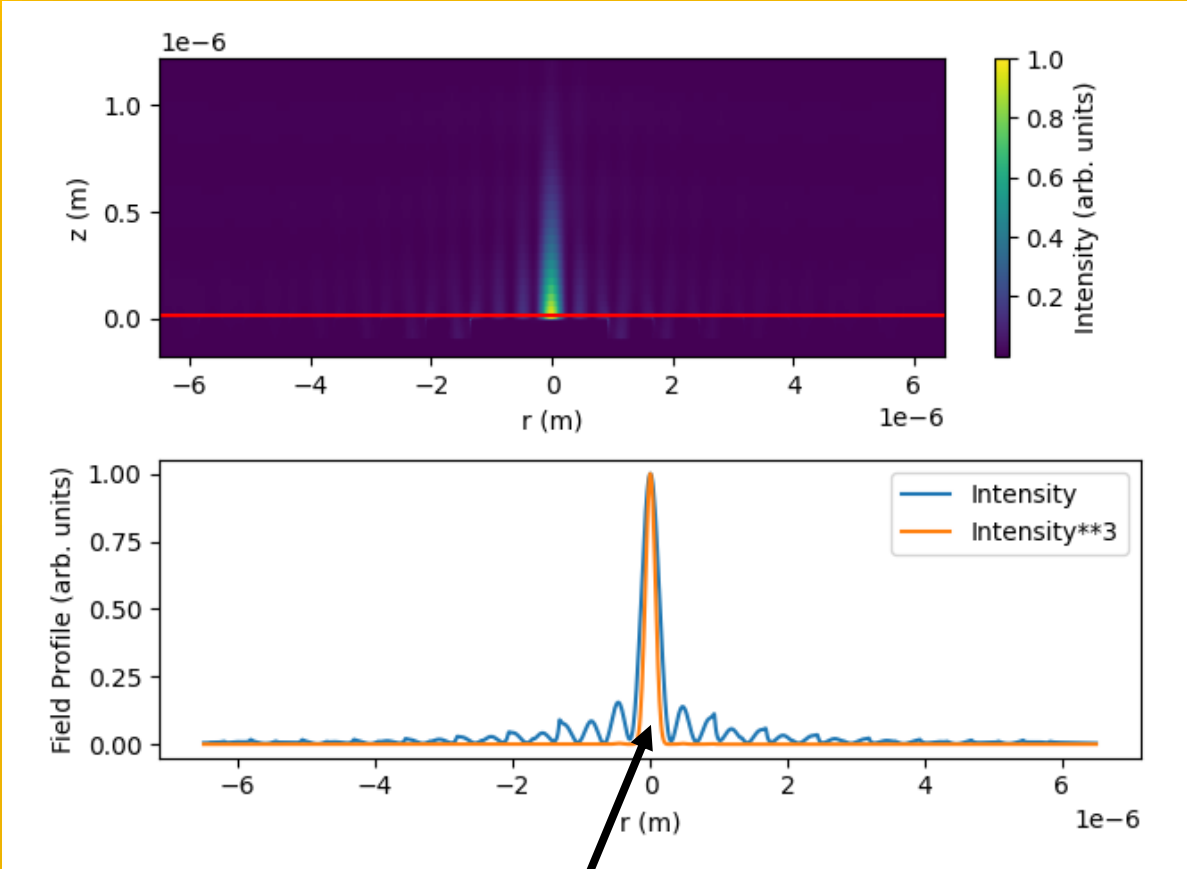 1e−6
1.0
0.5
0.0
z (m)
−6
−4
−2
0
2
4
6
r (m)
1e−6
1.0
0.8
0.6
0.4
0.2
Intensity (arb. units)
1.00
0.75
0.50
0.25
0.00
Field Profile (arb. units)
Intensity
Intensity**3
−6
−4
−2
0
2
4
6
r (m)
1e−6